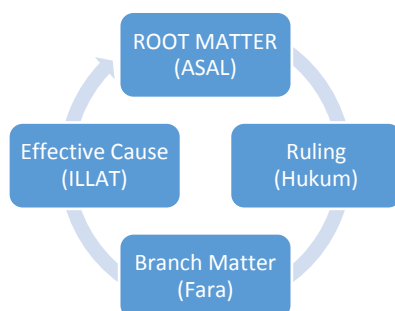 ROOT MATTER
(ASAL)
Effective Cause
(ILLAT)
Ruling
(Hukum)
Branch Matter
(Fara)